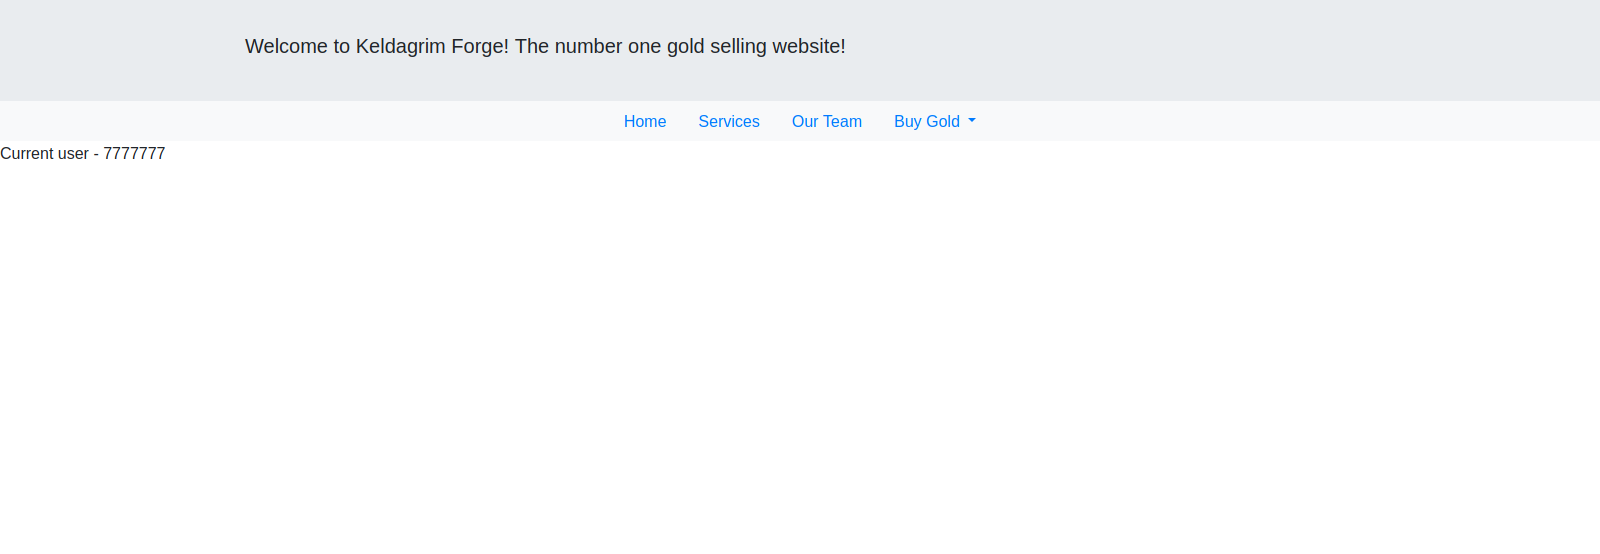 Welcome to Keldagrim Forge! The number one gold selling website!
Home Services Our Team Buy Gold
Current user - 7777777